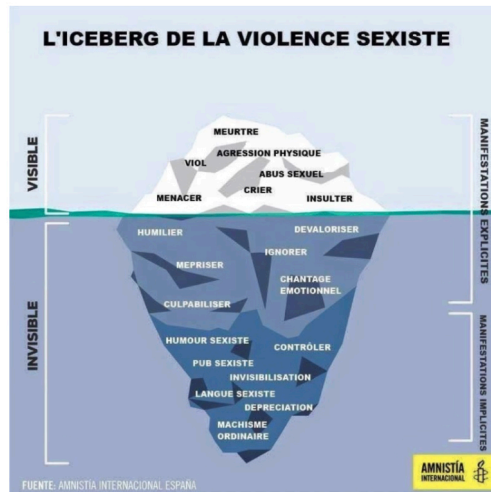 L'ICEBERG DE LA VIOLENCE SEXISTE
VISIBLE
MEURTRE
AGRESSION PHYSIQUE
VIOL
ABUS SEXUEL
CRIER
MENACER
INSULTER
MANIFESTATIONS EXPLICITES
INVISIBLE
HUMILIER
DEVALORISER
IGNORER
MEPRISER
CHANTAGE
EMOTIONNEL
CULPABILISER
HUMOUR SEXISTE
CONTRÔLER
PUB SEXISTE
INVISIBILISATION
LANGUE SEXISTE
DEPRECIATION
MACHISME
ORDINAIRE
MANIFESTATIONS IMPLICITES
FUENTE: AMNISTÍA INTERNACIONAL ESPAÑA
AMNISTÍA
INTERNACIONAL